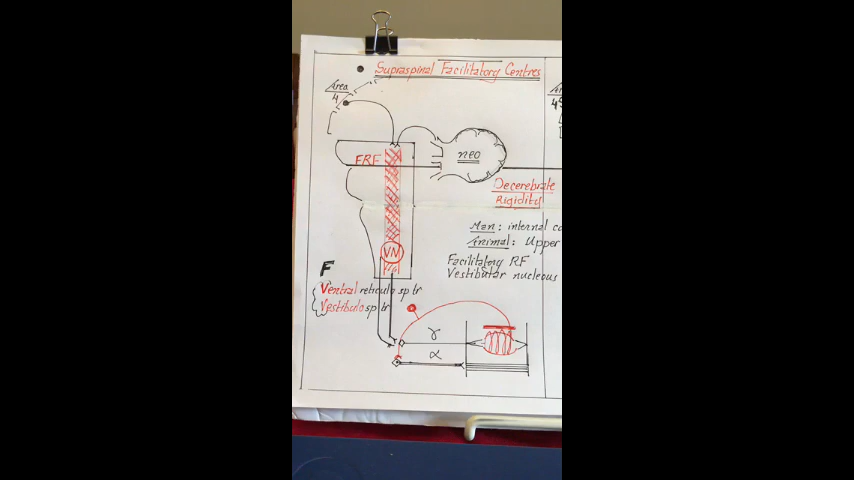 Supraspinal Facilitatory Centres
Area
4
FRF
neo
Decerebrate
Rigidity
Man: internal
Animal: Upper
Facilitatory RF
Vestibular nucleous
VN
F
Ventral reticulo sp tr
Vestibulo sp tr
γ
α